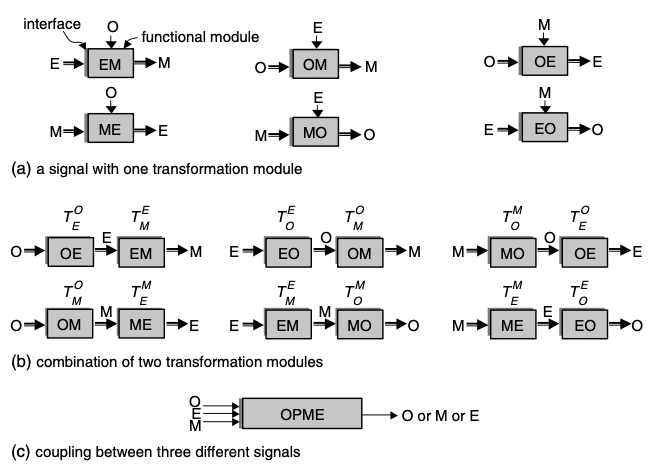 interface
functional module
O
E EM M
E
O OM M
M
O OE E
O
M ME E
E
M MO O
M
E EO O
(a) a signal with one transformation module
T_E^O T_M^E
O OE E EM M
T_O^E T_M^O
E EO O OM M
T_O^M T_E^O
M MO O OE E
T_M^O T_E^M
O OM M ME E
T_M^E T_O^M
E EM M MO O
T_E^M T_O^E
M ME E EO O
(b) combination of two transformation modules
O
E OPME O or M or E
M
(c) coupling between three different signals